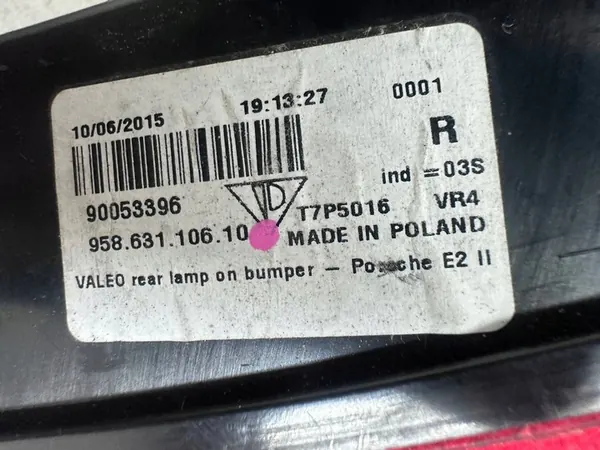 10/06/2015 19:13:27 0001
R
ind = 03S
90053396 T7P5016 VR4
958.631.106.10 MADE IN POLAND
VALEO rear lamp on bumper – Porsche E2 II